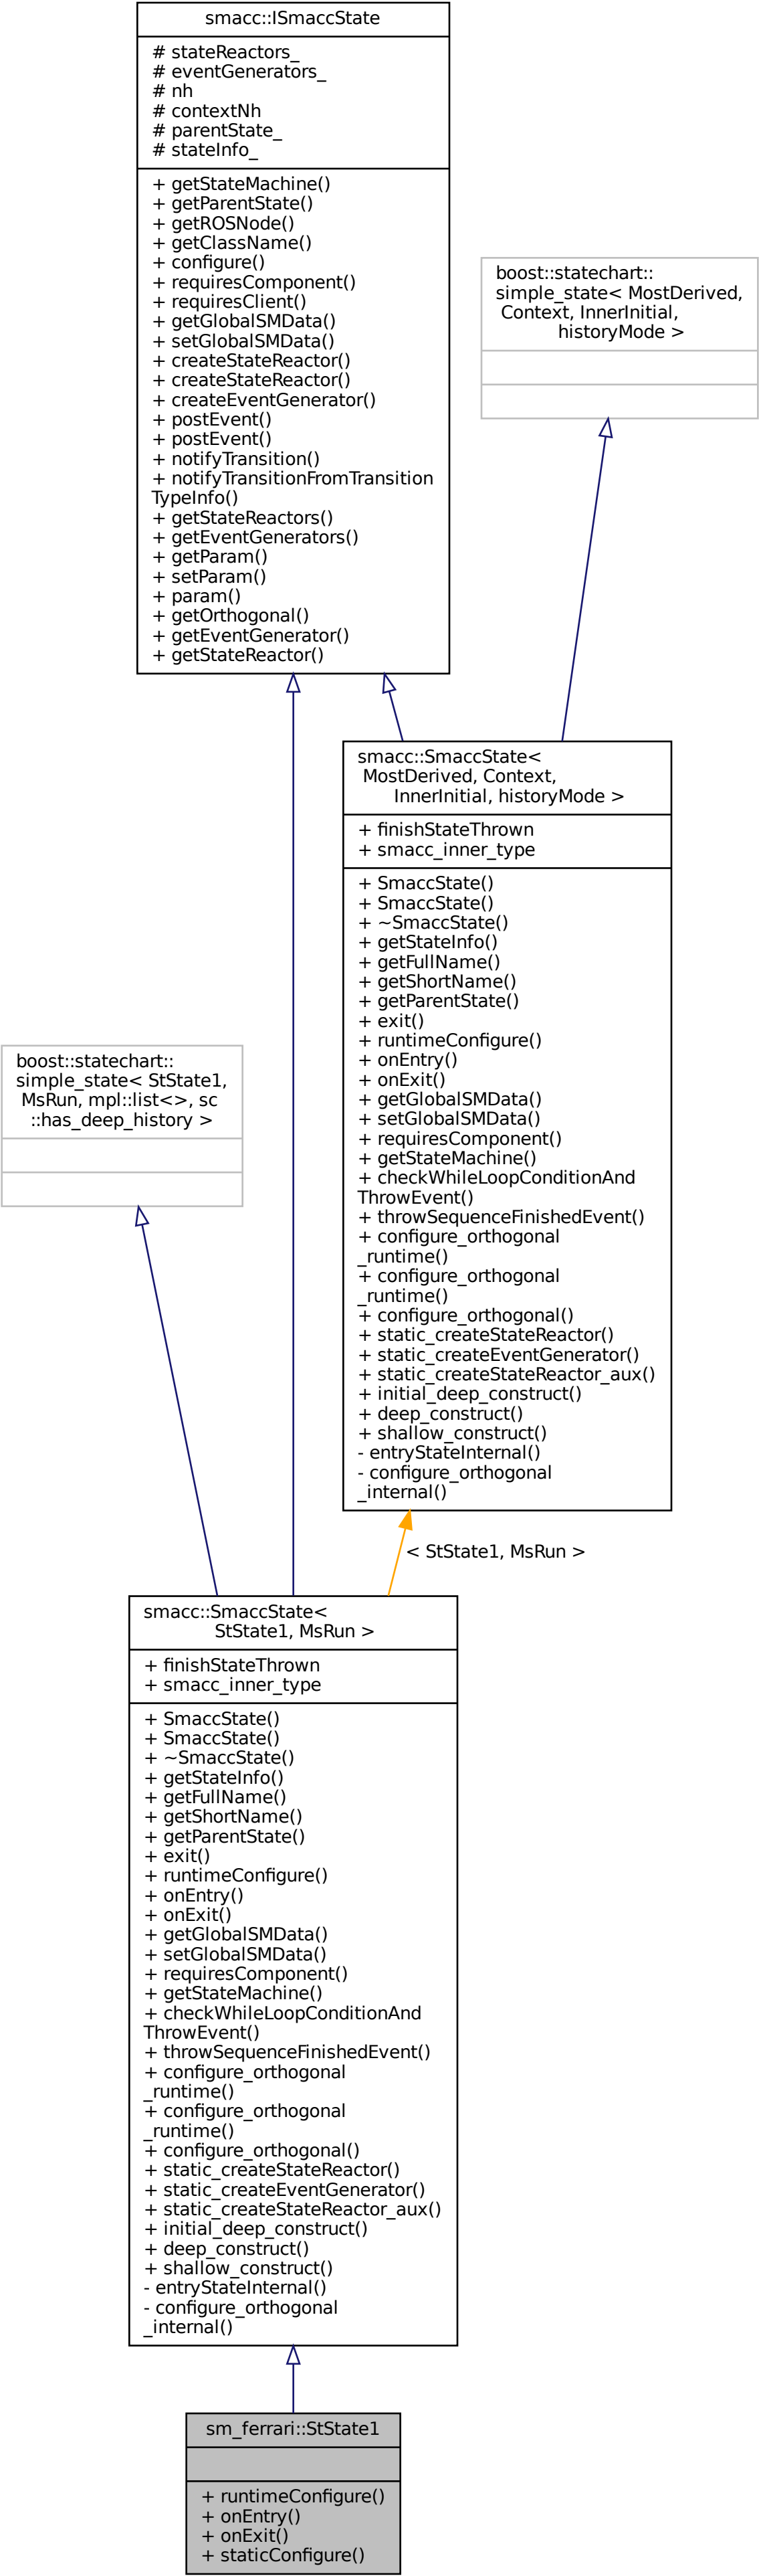 smacc::ISmaccState
# stateReactors_
# eventGenerators_
# nh
# contextNh
# parentState_
# stateInfo_
+ getStateMachine()
+ getParentState()
+ getROSNode()
+ getClassName()
+ configure()
+ requiresComponent()
+ requiresClient()
+ getGlobalSMData()
+ setGlobalSMData()
+ createStateReactor()
+ createStateReactor()
+ createEventGenerator()
+ postEvent()
+ postEvent()
+ notifyTransition()
+ notifyTransitionFromTransition
TypeInfo()
+ getStateReactors()
+ getEventGenerators()
+ getParam()
+ setParam()
+ param()
+ getOrthogonal()
+ getEventGenerator()
+ getStateReactor()
boost::statechart::
simple_state< MostDerived,
Context, InnerInitial,
historyMode >
smacc::SmaccState<
MostDerived, Context,
InnerInitial, historyMode >
+ finishStateThrown
+ smacc_inner_type
+ SmaccState()
+ SmaccState()
+ ~SmaccState()
+ getStateInfo()
+ getFullName()
+ getShortName()
+ getParentState()
+ exit()
+ runtimeConfigure()
+ onEntry()
+ onExit()
+ getGlobalSMData()
+ setGlobalSMData()
+ requiresComponent()
+ getStateMachine()
+ checkWhileLoopConditionAnd
ThrowEvent()
+ throwSequenceFinishedEvent()
+ configure_orthogonal
_runtime()
+ configure_orthogonal
_runtime()
+ configure_orthogonal()
+ static_createStateReactor()
+ static_createEventGenerator()
+ static_createStateReactor_aux()
+ initial_deep_construct()
+ deep_construct()
+ shallow_construct()
- entryStateInternal()
- configure_orthogonal
_internal()
boost::statechart::
simple_state< StState1,
MsRun, mpl::list<>, sc
::has_deep_history >
< StState1, MsRun >
smacc::SmaccState<
StState1, MsRun >
+ finishStateThrown
+ smacc_inner_type
+ SmaccState()
+ SmaccState()
+ ~SmaccState()
+ getStateInfo()
+ getFullName()
+ getShortName()
+ getParentState()
+ exit()
+ runtimeConfigure()
+ onEntry()
+ onExit()
+ getGlobalSMData()
+ setGlobalSMData()
+ requiresComponent()
+ getStateMachine()
+ checkWhileLoopConditionAnd
ThrowEvent()
+ throwSequenceFinishedEvent()
+ configure_orthogonal
_runtime()
+ configure_orthogonal
_runtime()
+ configure_orthogonal()
+ static_createStateReactor()
+ static_createEventGenerator()
+ static_createStateReactor_aux()
+ initial_deep_construct()
+ deep_construct()
+ shallow_construct()
- entryStateInternal()
- configure_orthogonal
_internal()
sm_ferrari::StState1
+ runtimeConfigure()
+ onEntry()
+ onExit()
+ staticConfigure()